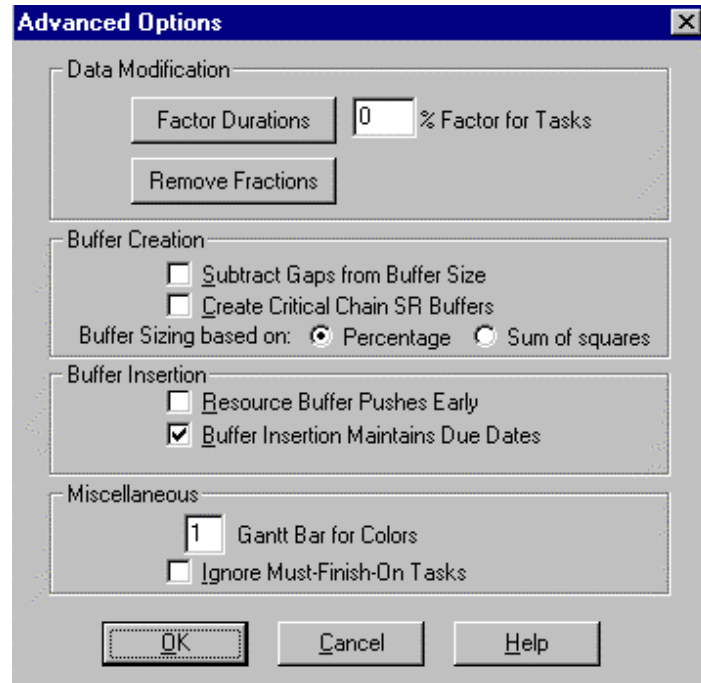 Advanced Options
Data Modification
Factor Durations 0 % Factor for Tasks
Remove Fractions
Buffer Creation
Subtract Gaps from Buffer Size
Create Critical Chain SR Buffers
Buffer Sizing based on: Percentage Sum of squares
Buffer Insertion
Resource Buffer Pushes Early
Buffer Insertion Maintains Due Dates
Miscellaneous
1 Gantt Bar for Colors
Ignore Must-Finish-On Tasks
OK Cancel Help